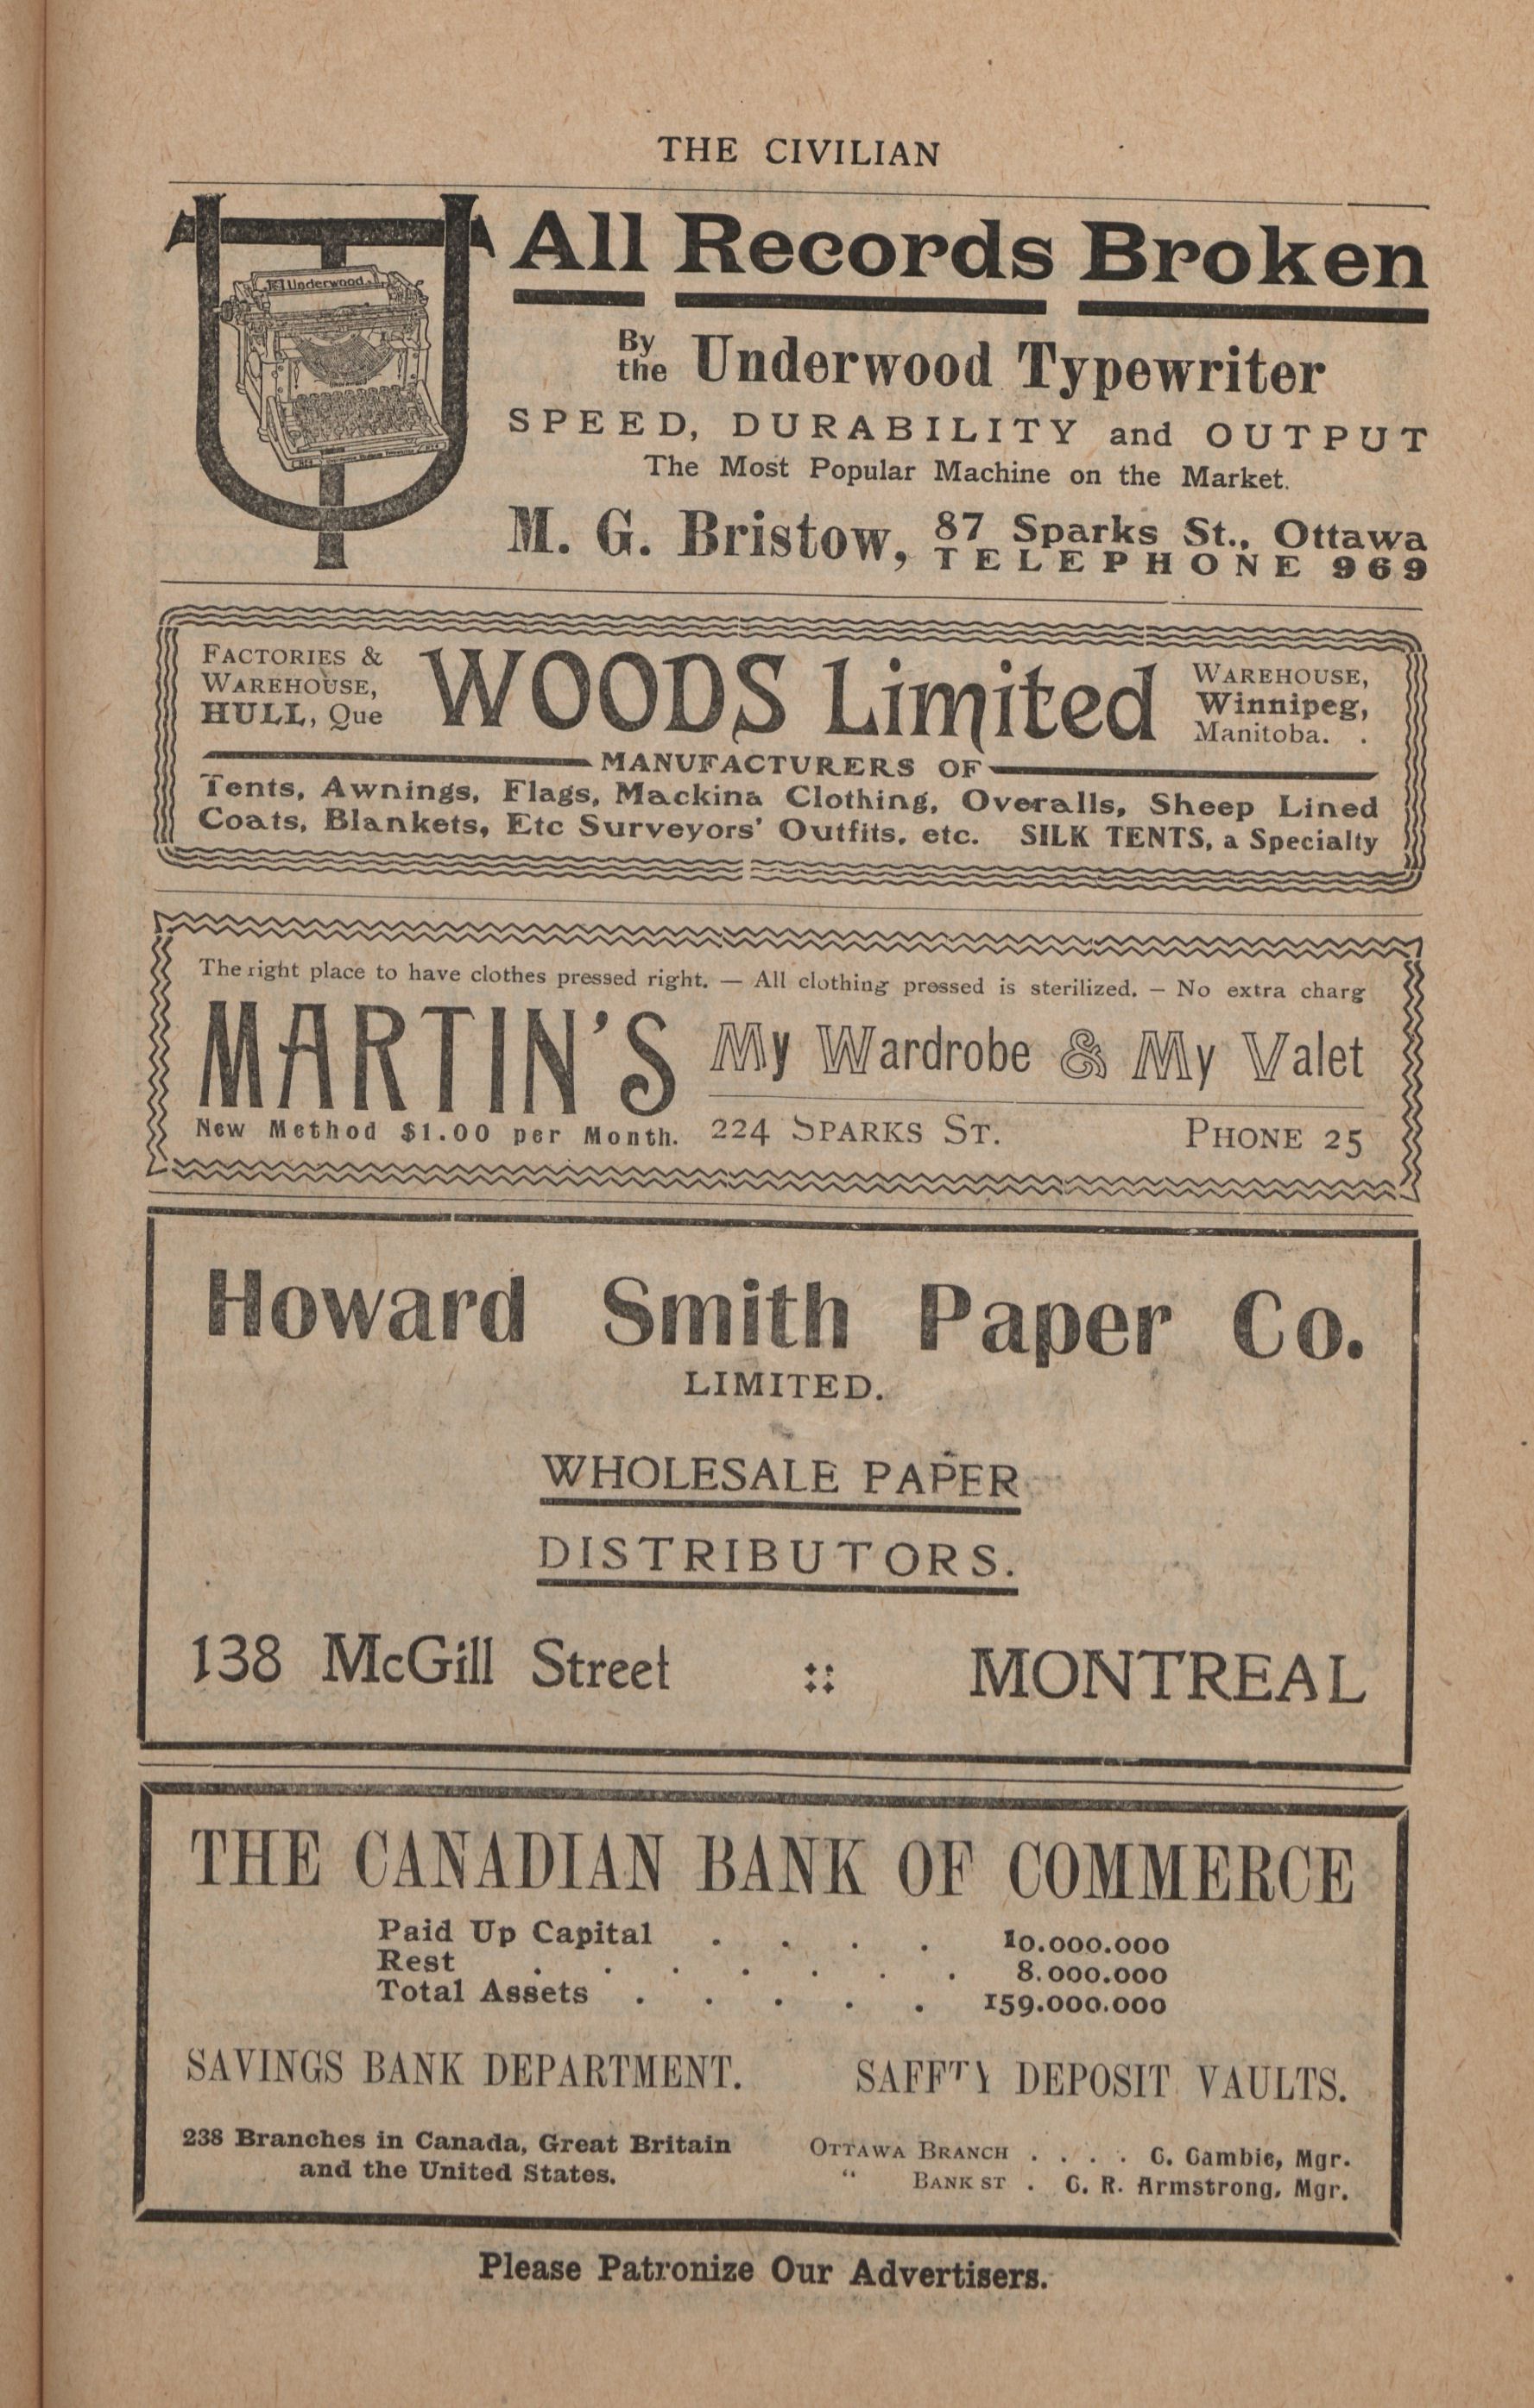 THE CIVILIAN
Underwood
All Records Broken
By the Underwood Typewriter
SPEED, DURABILITY and OUTPUT
The Most Popular Machine on the Market.
M. G. Bristow, 87 Sparks St., Ottawa
TELEPHONE 969
FACTORIES &
WAREHOUSE,
HULL, Que
WOODS Limited
WAREHOUSE,
Winnipeg,
Manitoba. .
MANUFACTURERS OF
Tents, Awnings, Flags, Mackina Clothing, Overalls, Sheep Lined
Coats, Blankets, Etc Surveyors' Outfits, etc. SILK TENTS, a Specialty
The right place to have clothes pressed right. — All clothing pressed is sterilized. — No extra charg
MARTIN'S My Wardrobe & My Valet
New Method $1.00 per Month. 224 SPARKS ST. PHONE 25
Howard Smith Paper Co.
LIMITED.
WHOLESALE PAPER
DISTRIBUTORS.
138 McGill Street :: MONTREAL
THE CANADIAN BANK OF COMMERCE
Paid Up Capital . . . . 10.000.000
Rest . . . . . . . 8.000.000
Total Assets . . . . . 159.000.000
SAVINGS BANK DEPARTMENT. SAFFTY DEPOSIT VAULTS.
238 Branches in Canada, Great Britain
and the United States.
OTTAWA BRANCH . . . . C. Gambie, Mgr.
" BANK ST . C. R. Armstrong, Mgr.
Please Patronize Our Advertisers.